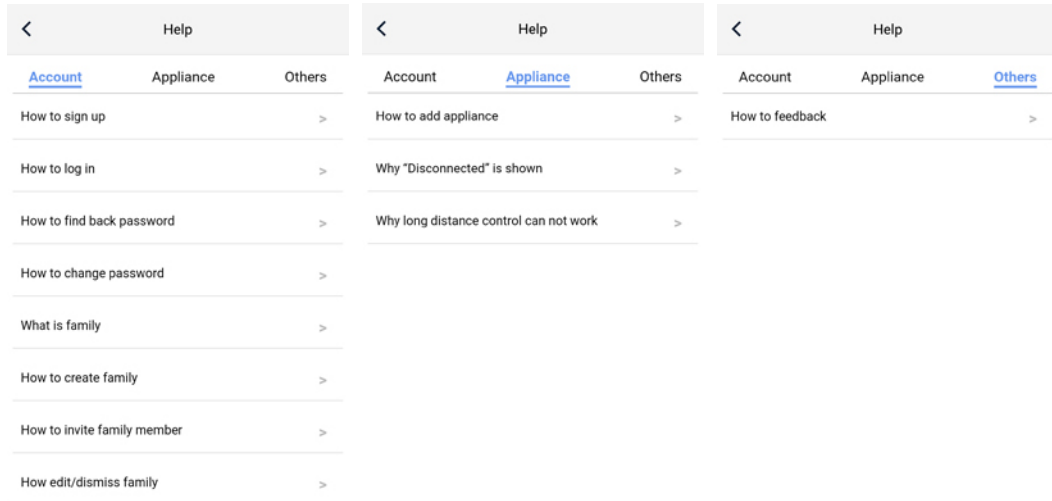 Help
Account Appliance Others
How to sign up >
How to log in >
How to find back password >
How to change password >
What is family >
How to create family >
How to invite family member >
How edit/dismiss family >
Help
Account Appliance Others
How to add appliance >
Why “Disconnected” is shown >
Why long distance control can not work >
Help
Account Appliance Others
How to feedback >